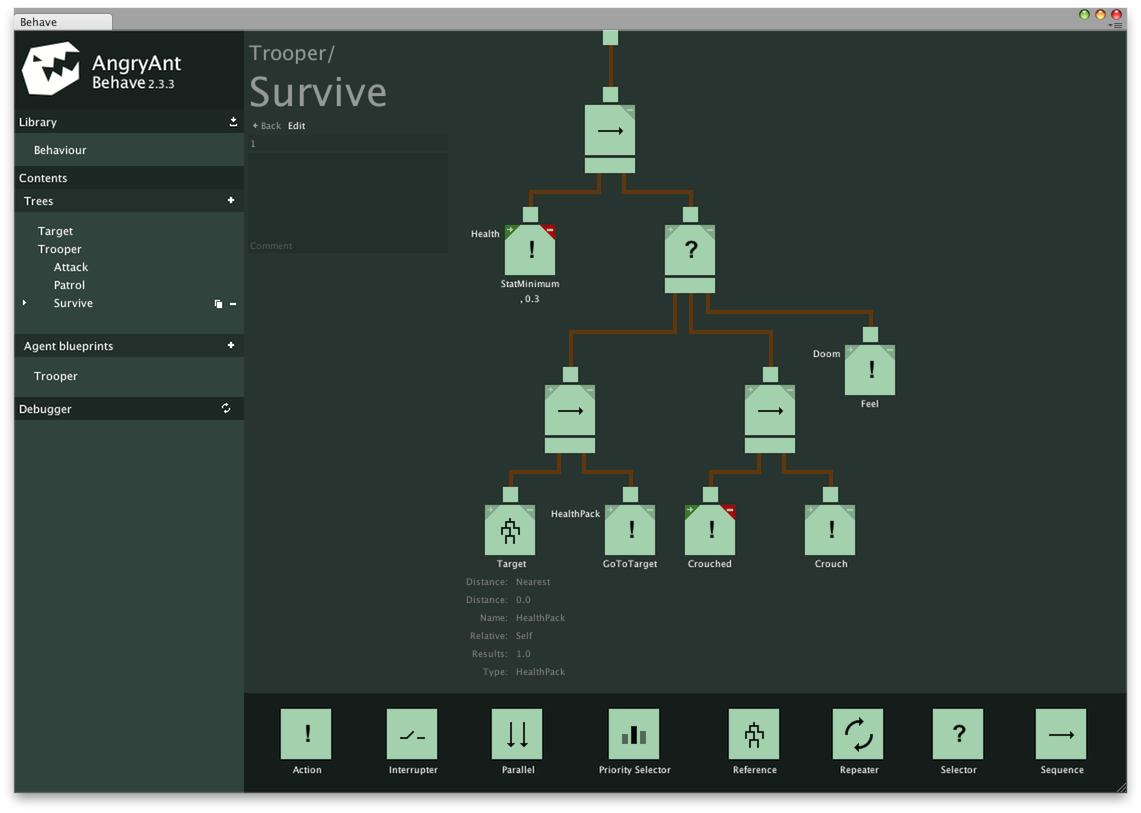 Behave
AngryAnt
Behave 2.3.3
Library
Behaviour
Contents
Trees
Target
Trooper
Attack
Patrol
Survive
Agent blueprints
Trooper
Debugger
Trooper/
Survive
Back Edit
1
Comment
Health
!
StatMinimum
, 0.3
?
Doom
!
Feel
Target
HealthPack
!
GoToTarget
!
Crouched
!
Crouch
Distance: Nearest
Distance: 0.0
Name: HealthPack
Relative: Self
Results: 1.0
Type: HealthPack
!
?
Action
Interrupter
Parallel
Priority Selector
Reference
Repeater
Selector
Sequence